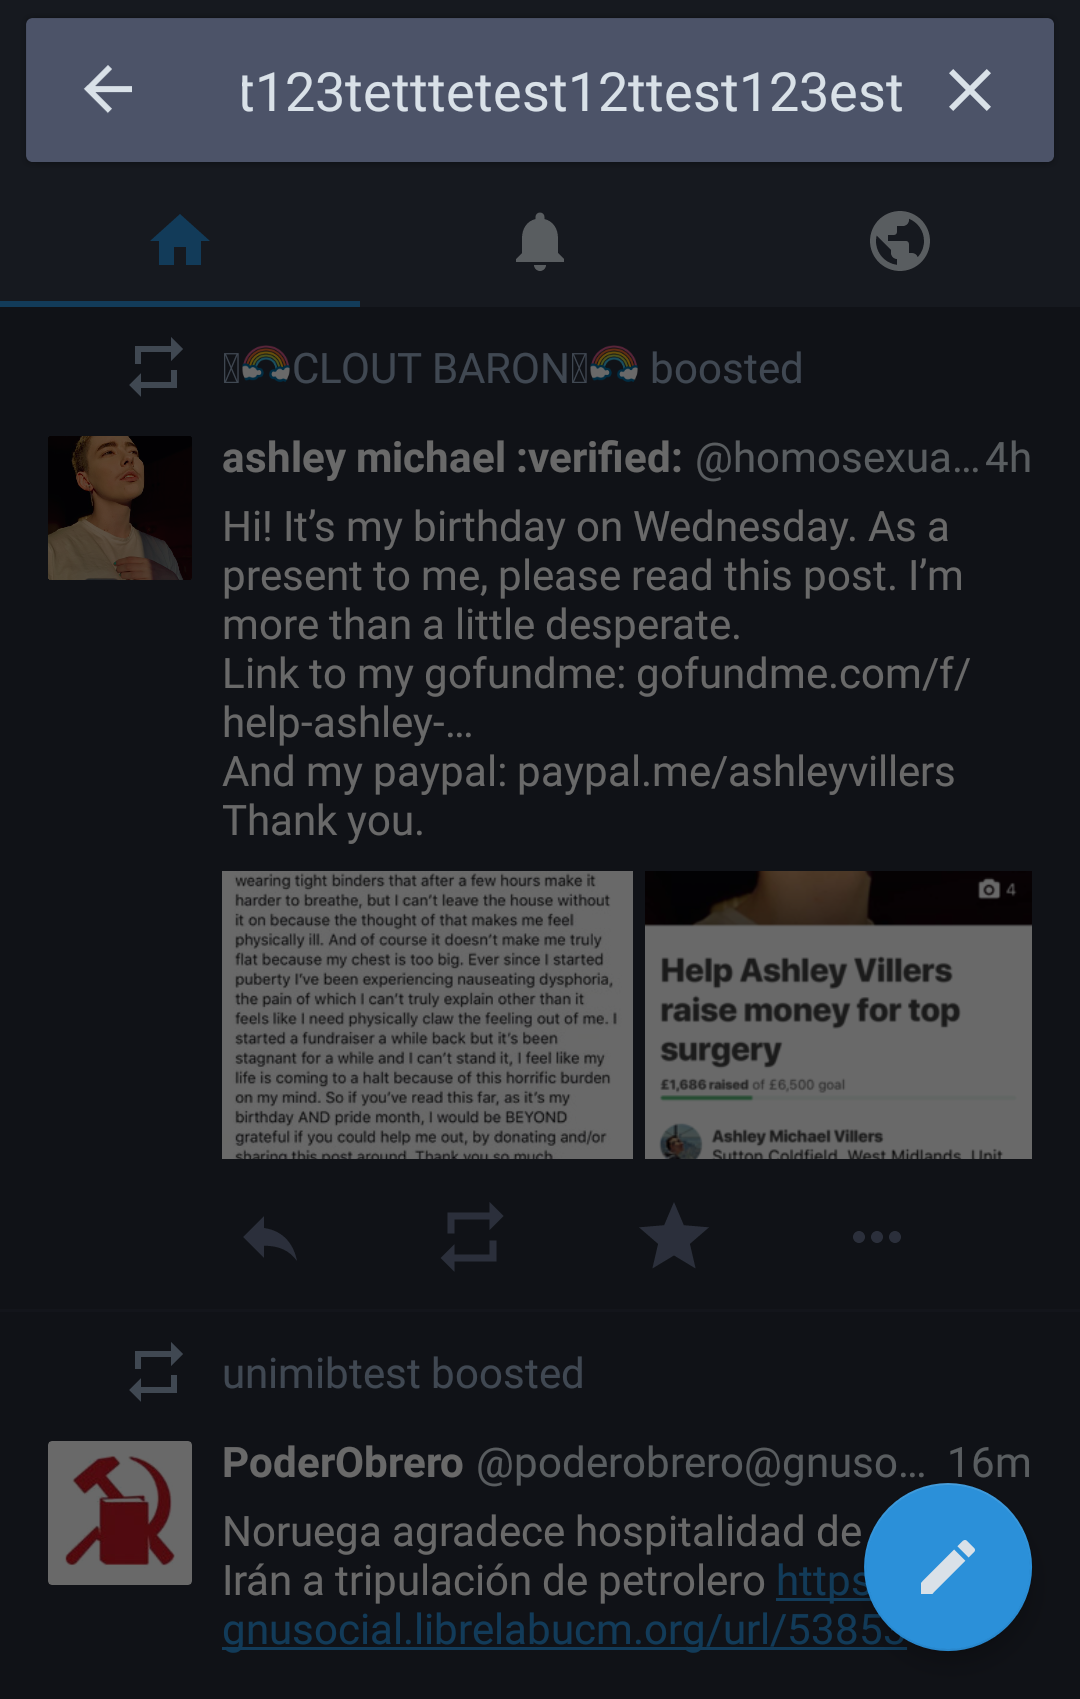 t123tetttetest12ttest123est
🌈CLOUT BARON🌈 boosted
ashley michael :verified: @homosexua… 4h
Hi! It’s my birthday on Wednesday. As a
present to me, please read this post. I’m
more than a little desperate.
Link to my gofundme: gofundme.com/f/
help-ashley-…
And my paypal: paypal.me/ashleyvillers
Thank you.
wearing tight binders that after a few hours make it
harder to breathe, but I can’t leave the house without
it on because the thought of that makes me feel
physically ill. And of course it doesn’t make me truly
flat because my chest is too big. Ever since I started
puberty I’ve been experiencing nauseating dysphoria,
the pain of which I can’t truly explain other than it
feels like I need physically claw the feeling out of me. I
started a fundraiser a while back but it’s been
stagnant for a while and I can’t stand it, I feel like my
life is coming to a halt because of this horrific burden
on my mind. So if you’ve read this far, as it’s my
birthday AND pride month, I would be BEYOND
grateful if you could help me out, by donating and/or
sharing this post around. Thank you so much
4
Help Ashley Villers
raise money for top
surgery
£1,686 raised of £6,500 goal
Ashley Michael Villers
Sutton Coldfield, West Midlands, Unit
unimibtest boosted
PoderObrero @poderobrero@gnuso… 16m
Noruega agradece hospitalidad de
Irán a tripulación de petrolero https
gnusocial.librelabucm.org/url/53853